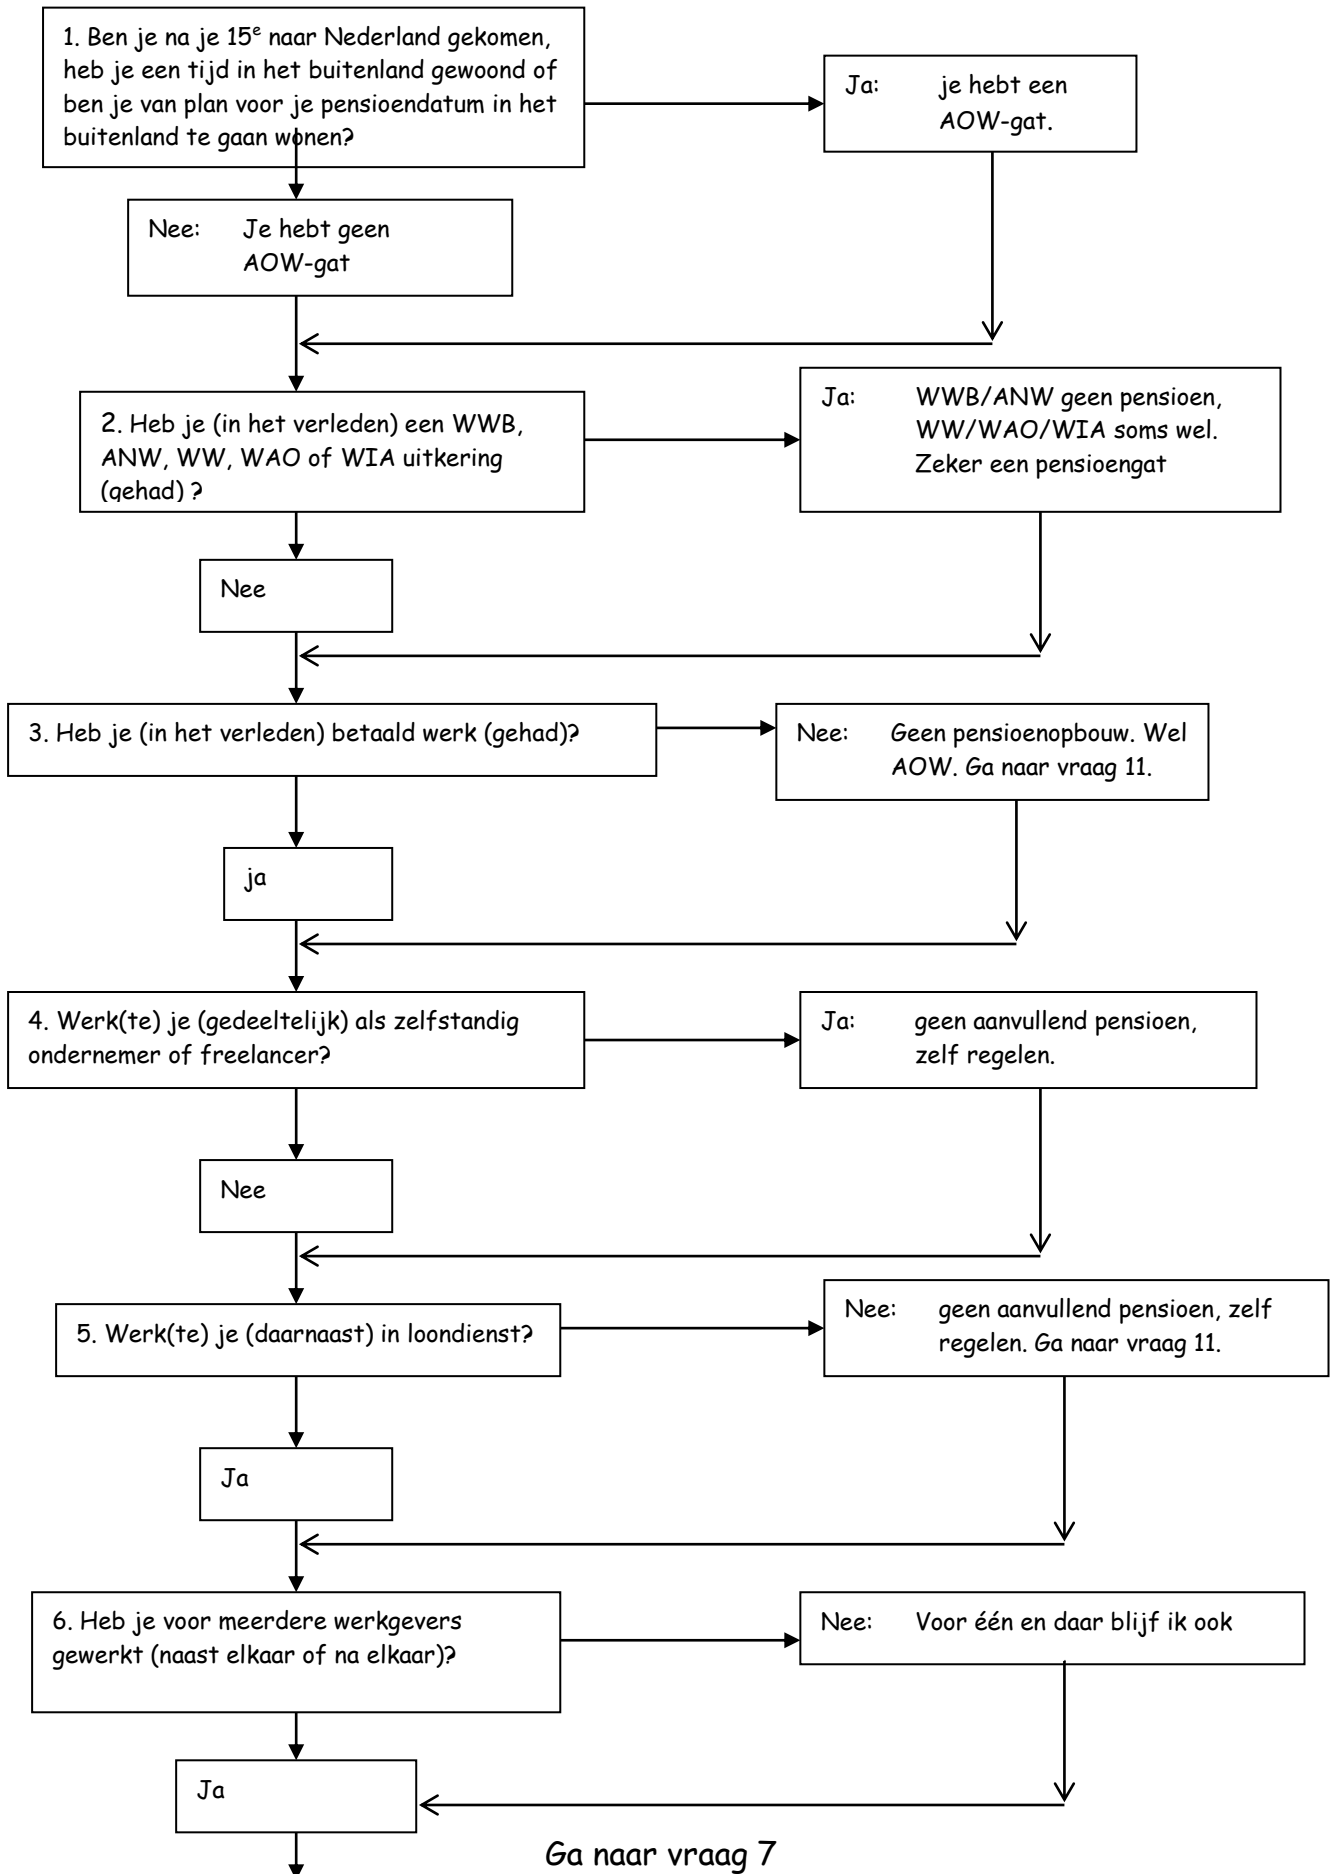 1. Ben je na je 15e naar Nederland gekomen,
heb je een tijd in het buitenland gewoond of
ben je van plan voor je pensioendatum in het
buitenland te gaan wonen?
Ja: je hebt een
AOW-gat.
Nee: Je hebt geen
AOW-gat
2. Heb je (in het verleden) een WWB,
ANW, WW, WAO of WIA uitkering
(gehad) ?
Ja: WWB/ANW geen pensioen,
WW/WAO/WIA soms wel.
Zeker een pensioengat
Nee
3. Heb je (in het verleden) betaald werk (gehad)?
Nee: Geen pensioenopbouw. Wel
AOW. Ga naar vraag 11.
ja
4. Werk(te) je (gedeeltelijk) als zelfstandig
ondernemer of freelancer?
Ja: geen aanvullend pensioen,
zelf regelen.
Nee
5. Werk(te) je (daarnaast) in loondienst?
Nee: geen aanvullend pensioen, zelf
regelen. Ga naar vraag 11.
Ja
6. Heb je voor meerdere werkgevers
gewerkt (naast elkaar of na elkaar)?
Nee: Voor één en daar blijf ik ook
Ja
Ga naar vraag 7